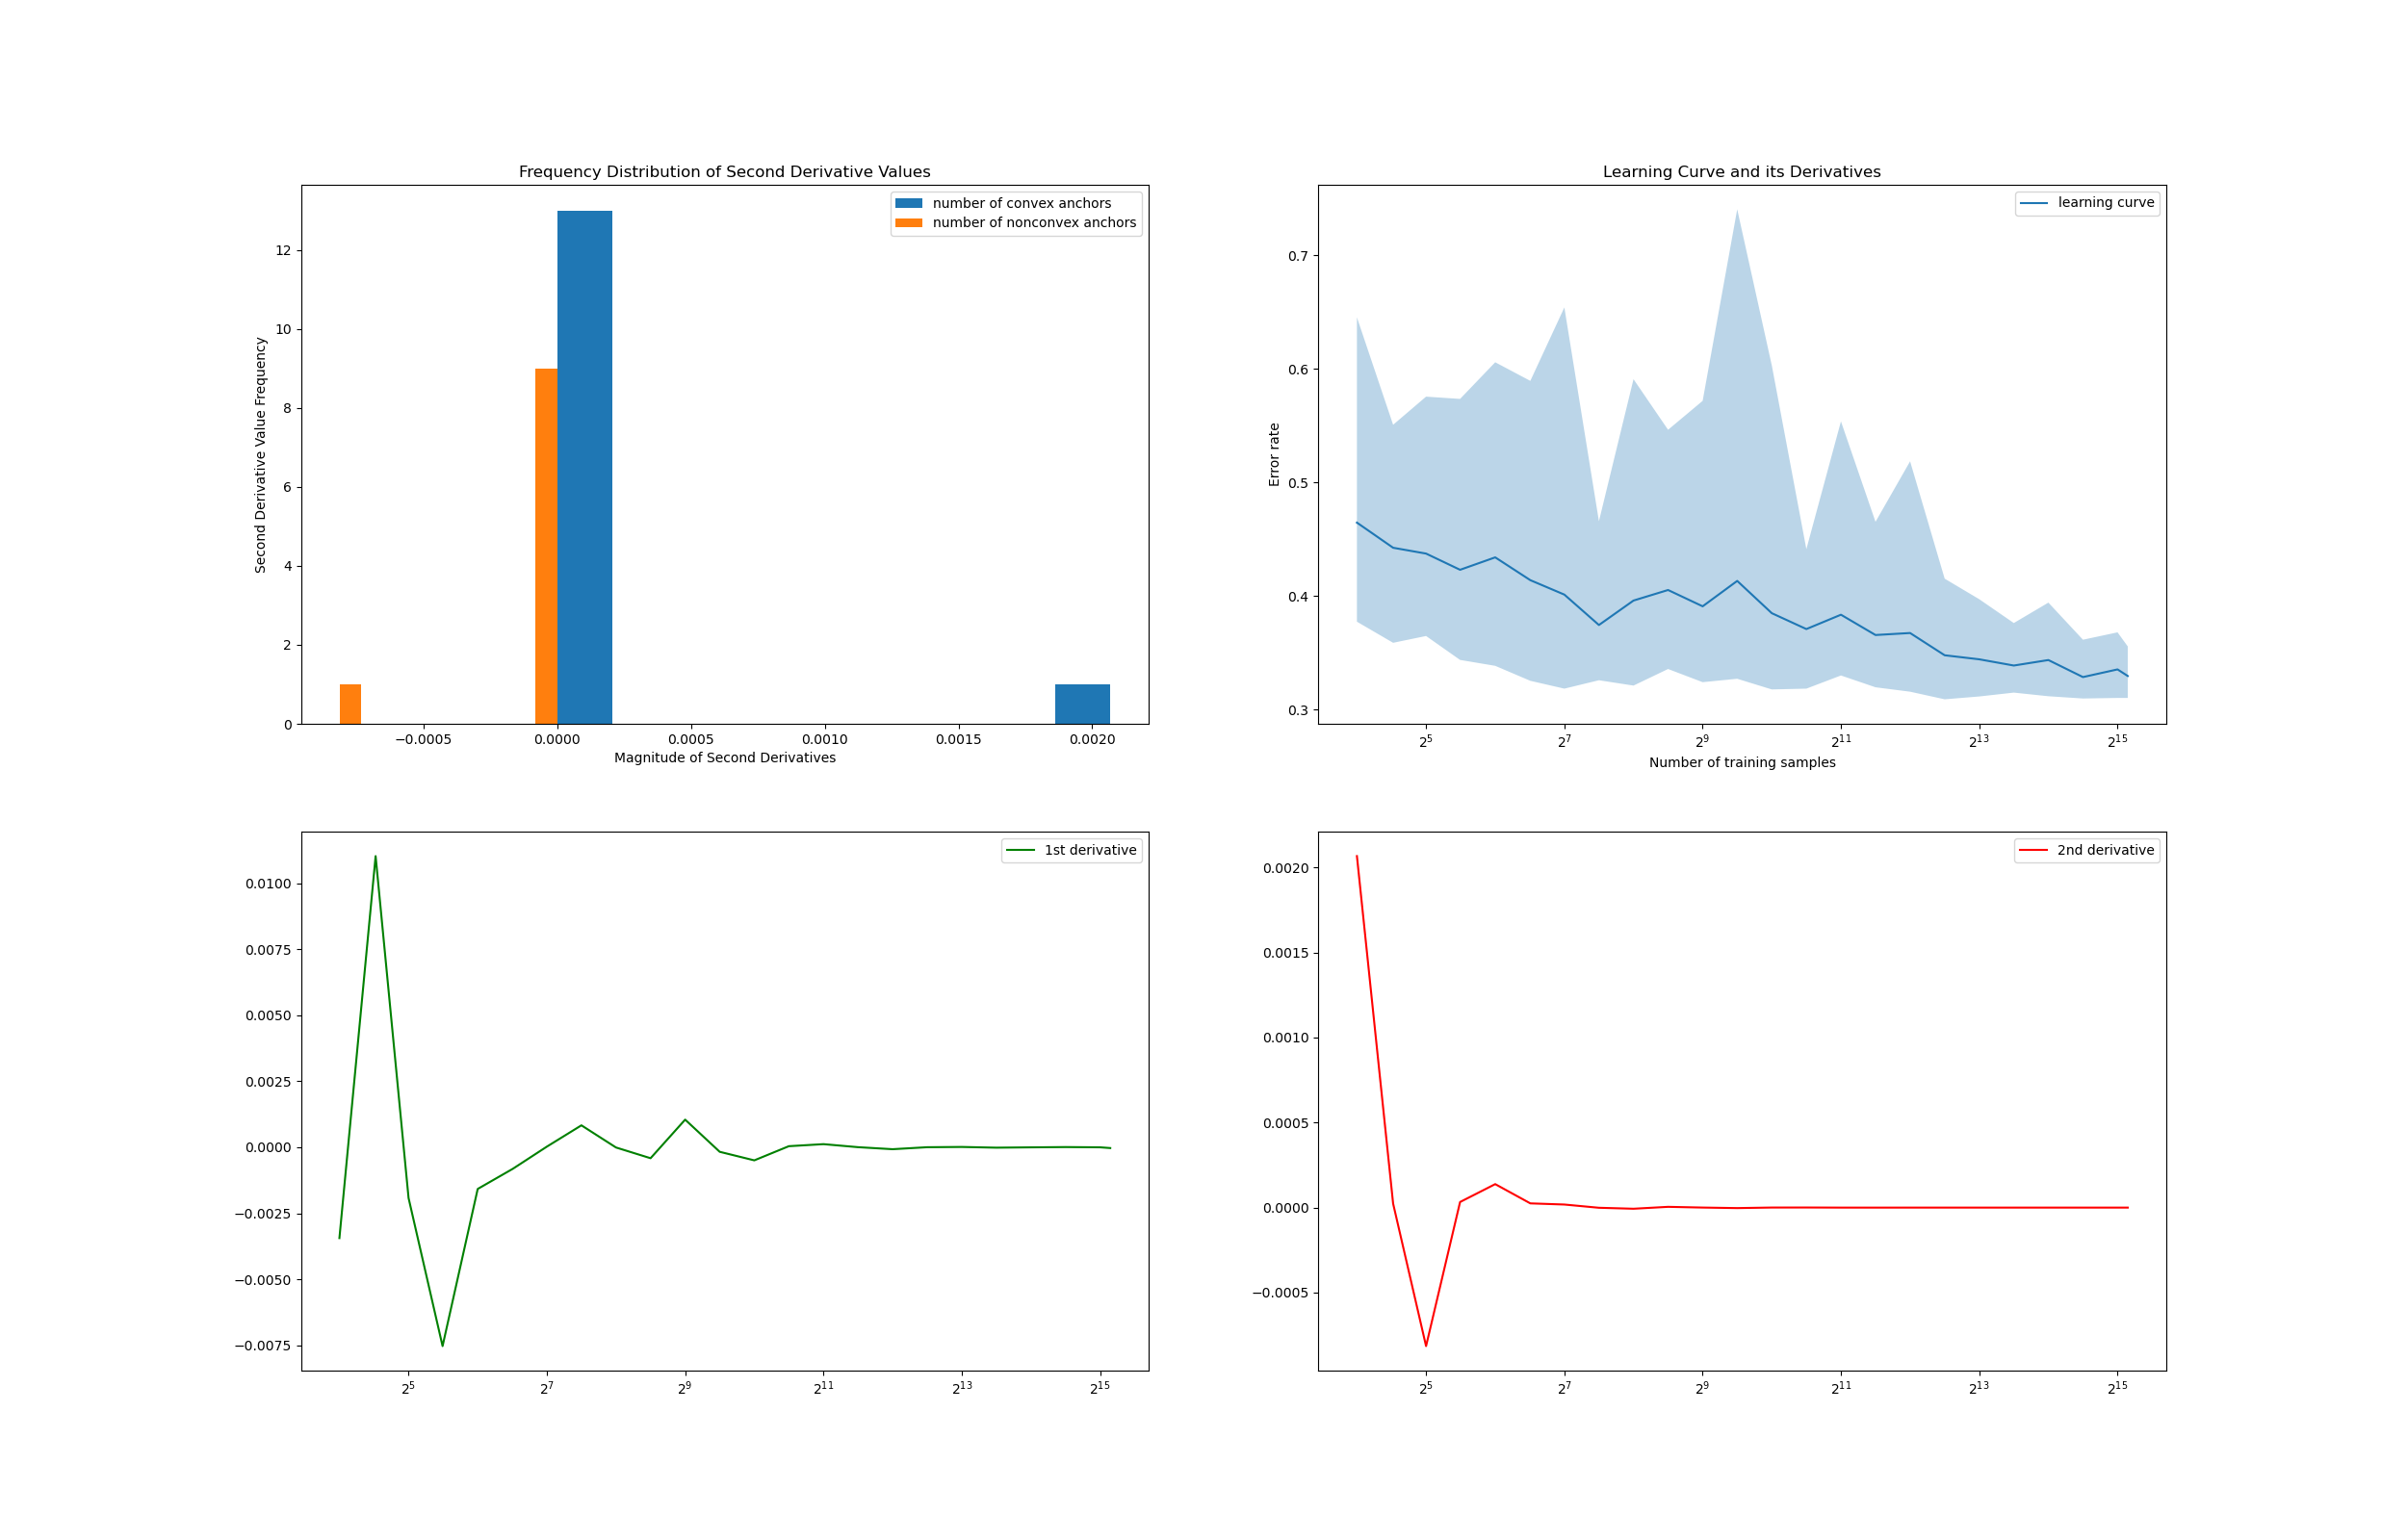 Frequency Distribution of Second Derivative Values
number of convex anchors
number of nonconvex anchors
Second Derivative Value Frequency
12
10
8
6
4
2
0
−0.0005 0.0000 0.0005 0.0010 0.0015 0.0020
Magnitude of Second Derivatives
Learning Curve and its Derivatives
learning curve
Error rate
0.7
0.6
0.5
0.4
0.3
2^5 2^7 2^9 2^11 2^13 2^15
Number of training samples
1st derivative
0.0100
0.0075
0.0050
0.0025
0.0000
−0.0025
−0.0050
−0.0075
2^5 2^7 2^9 2^11 2^13 2^15
2nd derivative
0.0020
0.0015
0.0010
0.0005
0.0000
−0.0005
2^5 2^7 2^9 2^11 2^13 2^15